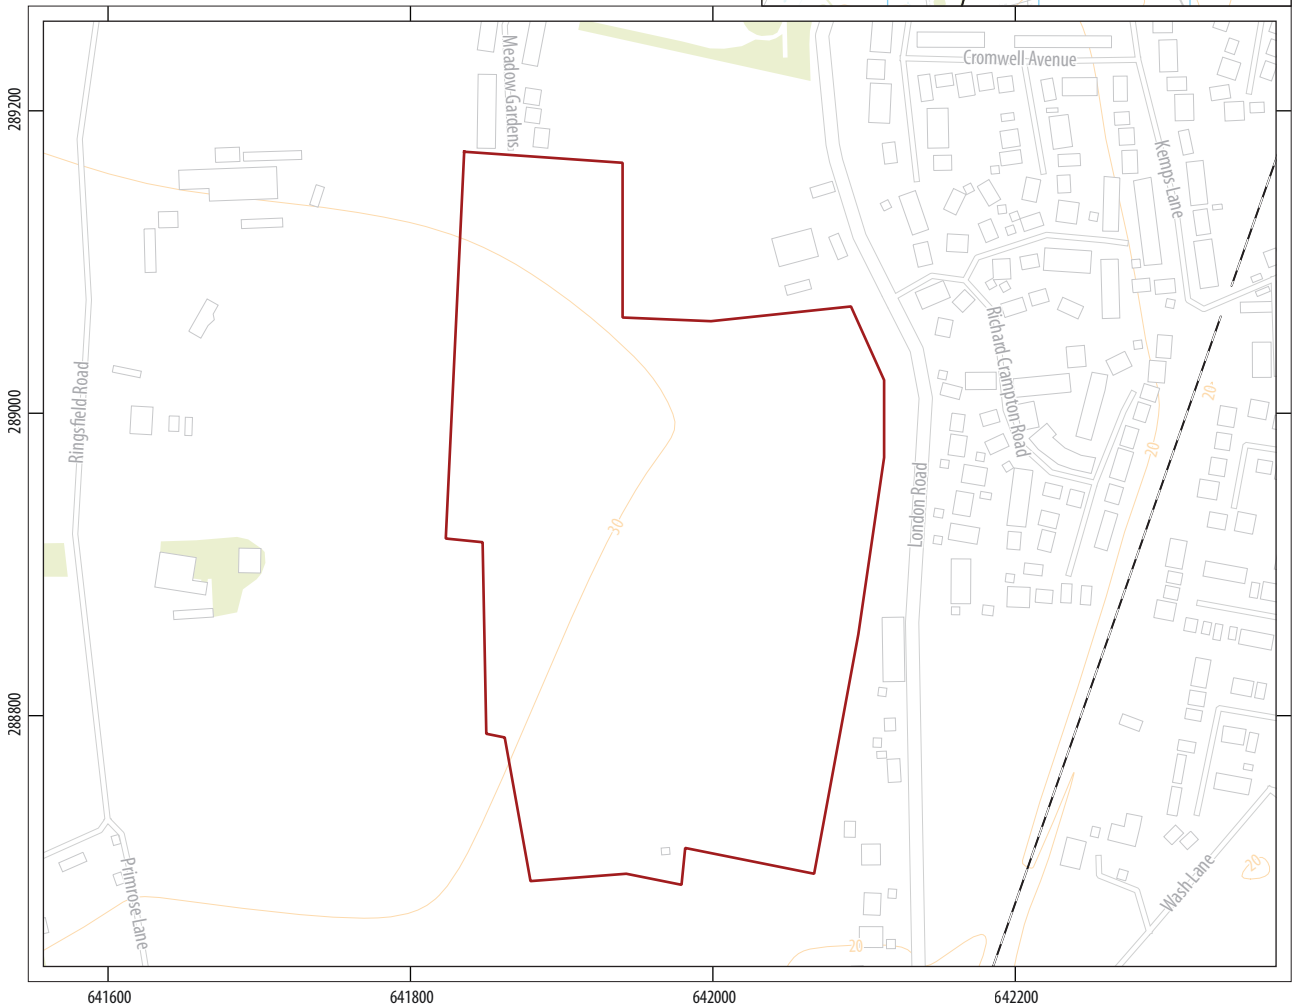 Cromwell Avenue
Meadow Gardens
289200
Kemps Lane
Richard Crampton Road
Ringsfield Road
289000
20
20
London Road
30
288800
Primrose Lane
Wash Lane
20
20
641600
641800
642000
642200